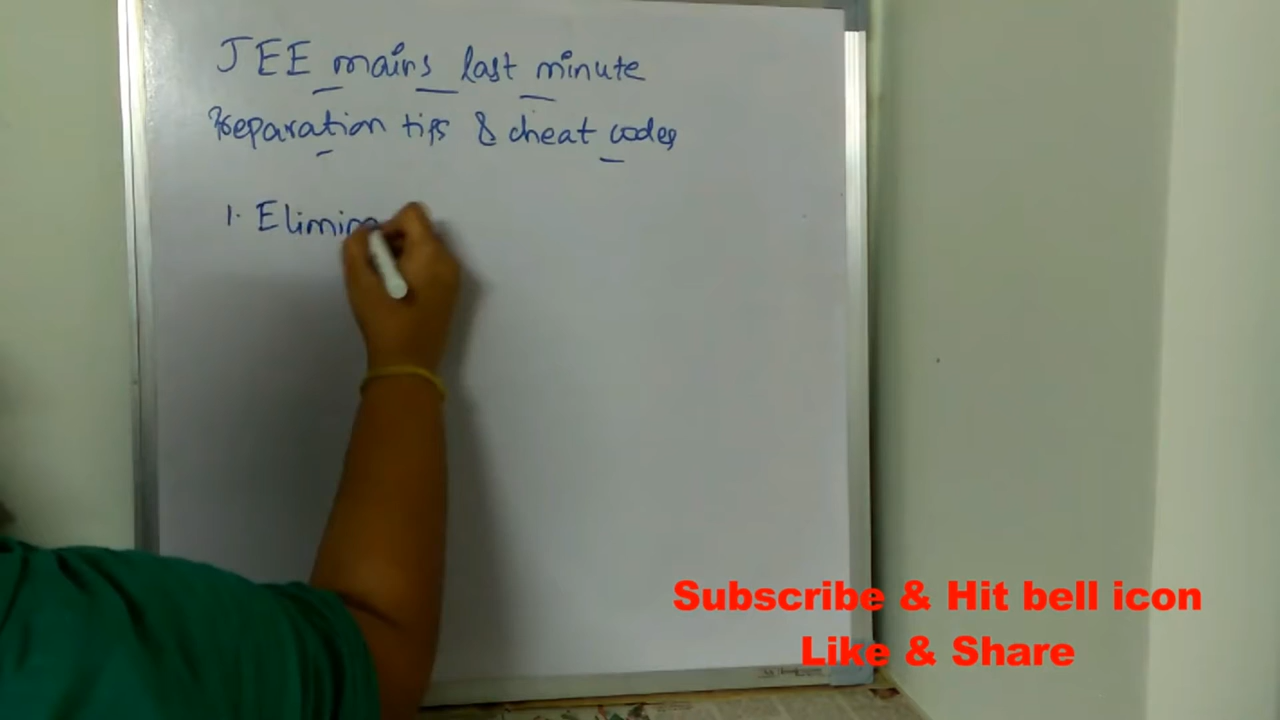 JEE mains last minute
Preparation tips & cheat codes
1. Elimin
Subscribe & Hit bell icon
Like & Share